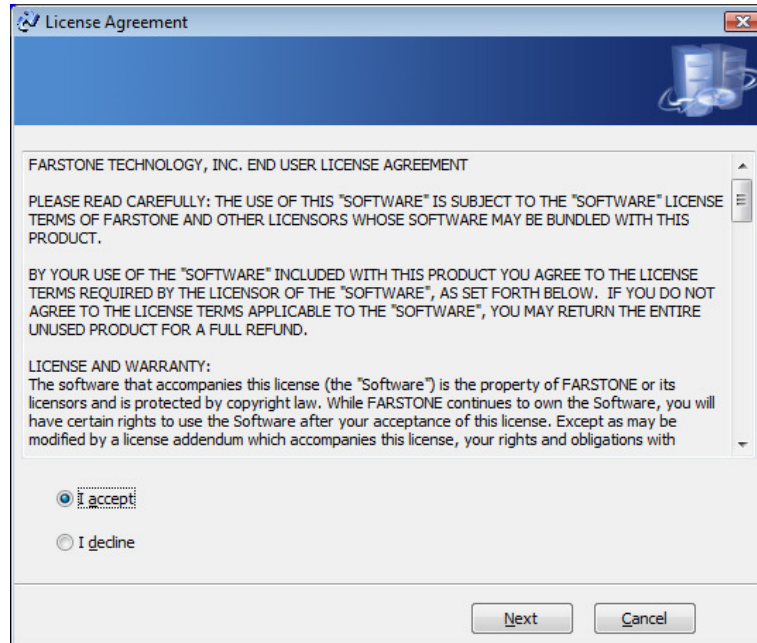 License Agreement
FARSTONE TECHNOLOGY, INC. END USER LICENSE AGREEMENT
PLEASE READ CAREFULLY: THE USE OF THIS "SOFTWARE" IS SUBJECT TO THE "SOFTWARE" LICENSE
TERMS OF FARSTONE AND OTHER LICENSORS WHOSE SOFTWARE MAY BE BUNDLED WITH THIS
PRODUCT.
BY YOUR USE OF THE "SOFTWARE" INCLUDED WITH THIS PRODUCT YOU AGREE TO THE LICENSE
TERMS REQUIRED BY THE LICENSOR OF THE "SOFTWARE", AS SET FORTH BELOW.  IF YOU DO NOT
AGREE TO THE LICENSE TERMS APPLICABLE TO THE "SOFTWARE", YOU MAY RETURN THE ENTIRE
UNUSED PRODUCT FOR A FULL REFUND.
LICENSE AND WARRANTY:
The software that accompanies this license (the "Software") is the property of FARSTONE or its
licensors and is protected by copyright law. While FARSTONE continues to own the Software, you will
have certain rights to use the Software after your acceptance of this license. Except as may be
modified by a license addendum which accompanies this license, your rights and obligations with
I accept
I decline
Next
Cancel